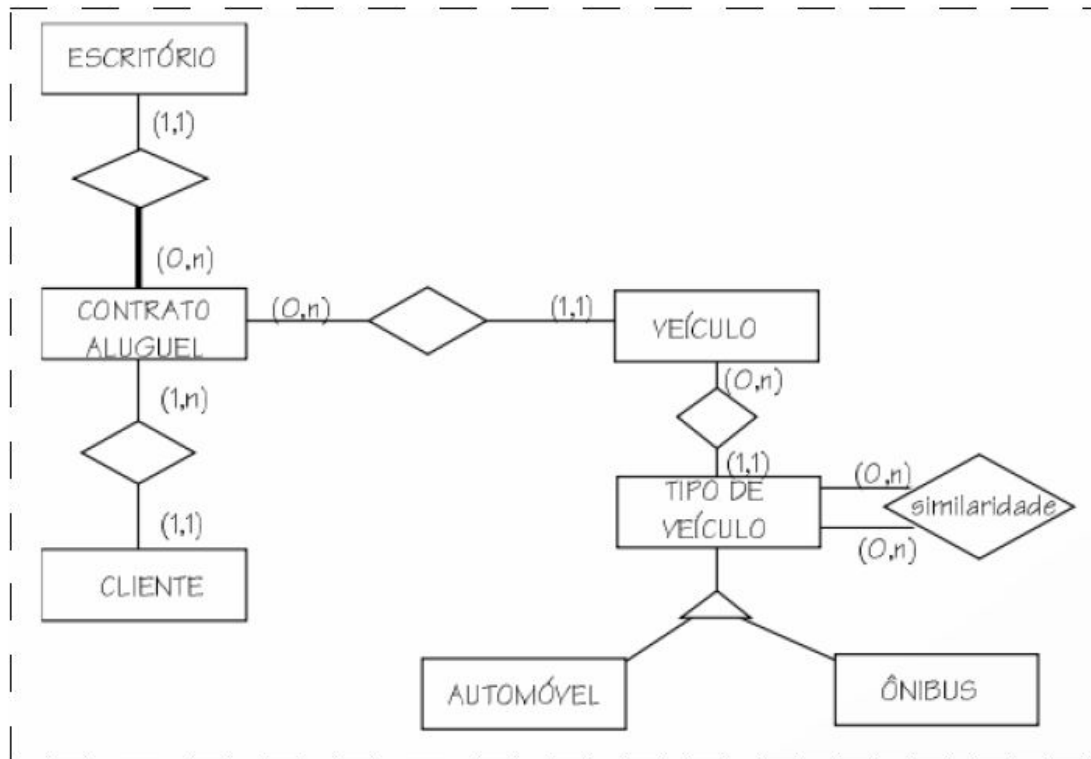 ESCRITÓRIO
(1,1)
(0,n)
CONTRATO
ALUGUEL
(0,n)
(1,1)
VEÍCULO
(1,n)
(0,n)
(1,1)
(1,1)
TIPO DE
VEÍCULO
(0,n)
similaridade
(0,n)
CLIENTE
AUTOMÓVEL
ÔNIBUS